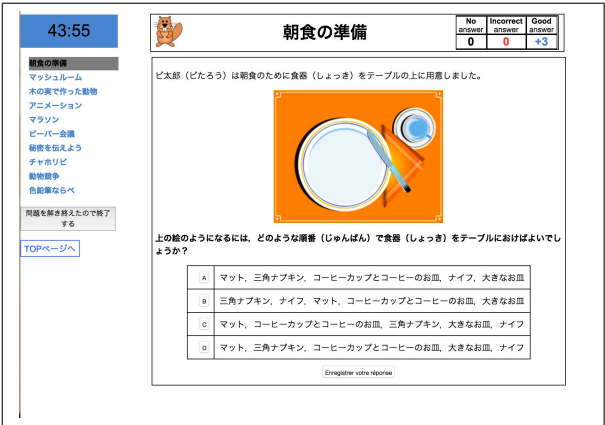 43:55
朝食の準備
マッシュルーム
木の実で作った動物
アニメーション
マラソン
ビーバー会議
秘密を伝えよう
チャホリビ
動物競争
色鉛筆ならべ
問題を解き終えたので終了
する
TOPページへ
朝食の準備
No answer Incorrect answer Good answer
0 0 +3
ビ太郎（ビたろう）は朝食のために食器（しょっき）をテーブルの上に用意しました。
上の絵のようになるには，どのような順番（じゅんばん）で食器（しょっき）をテーブルにおけばよいでし
ょうか？
A マット，三角ナプキン，コーヒーカップとコーヒーのお皿，ナイフ，大きなお皿
B 三角ナプキン，ナイフ，マット，コーヒーカップとコーヒーのお皿，大きなお皿
C マット，コーヒーカップとコーヒーのお皿，三角ナプキン，大きなお皿，ナイフ
D マット，三角ナプキン，コーヒーカップとコーヒーのお皿，大きなお皿，ナイフ
Enregistrer votre réponse